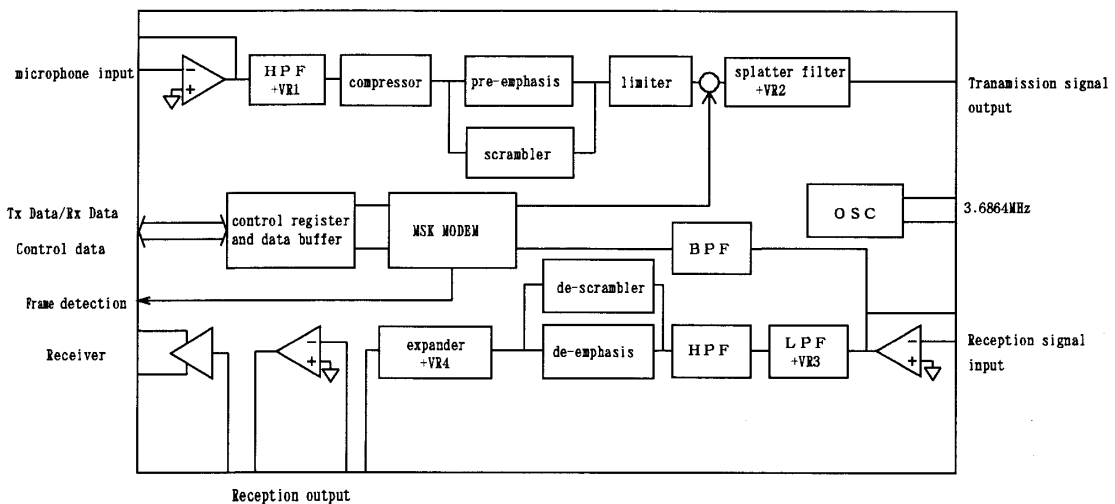 microphone input
− +
HPF
+VR1
compressor
pre-emphasis
scrambler
limiter
splatter filter
+VR2
Tranamission signal
output
Tx Data/Rx Data
Control data
control register
and data buffer
MSK MODEM
OSC
3.6864MHz
BPF
Frame detection
Receiver
− +
expander
+VR4
de-scrambler
de-emphasis
HPF
LPF
+VR3
− +
Reception signal
input
Reception output